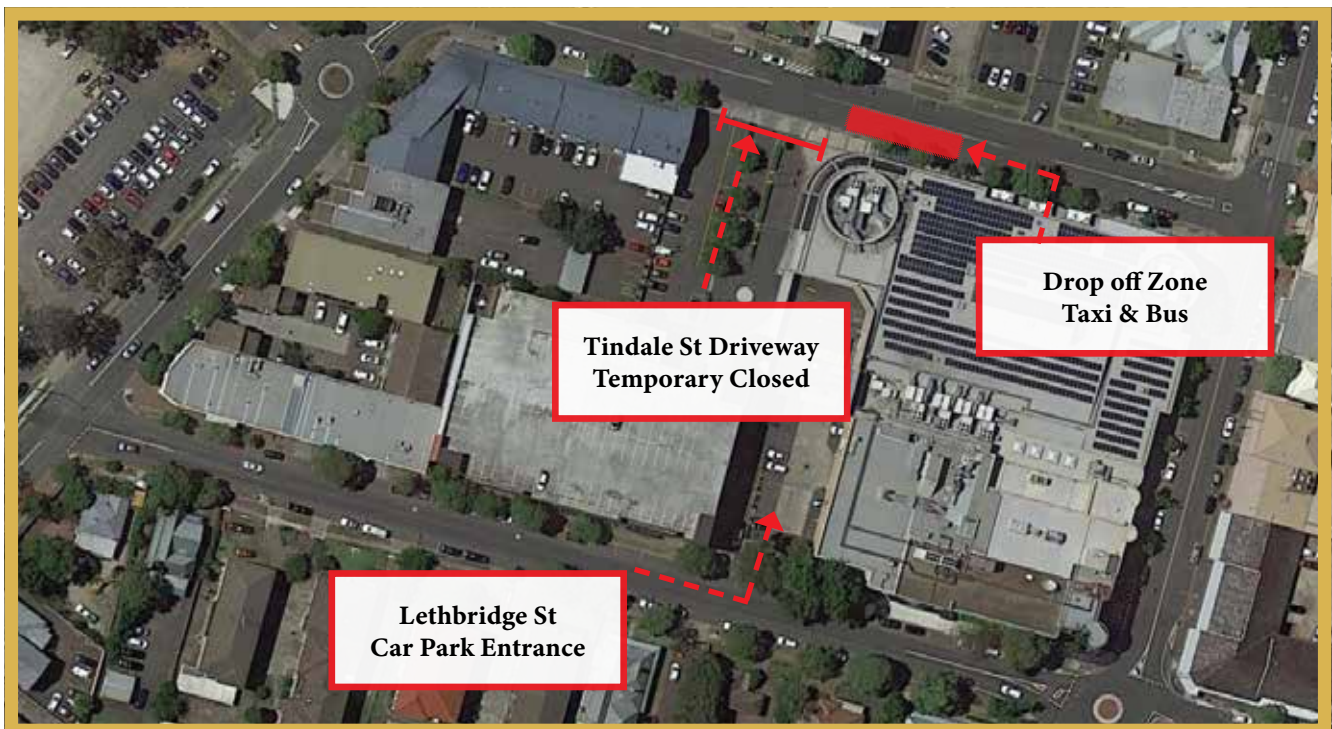 Drop off Zone
Taxi & Bus
Tindale St Driveway
Temporary Closed
Lethbridge St
Car Park Entrance